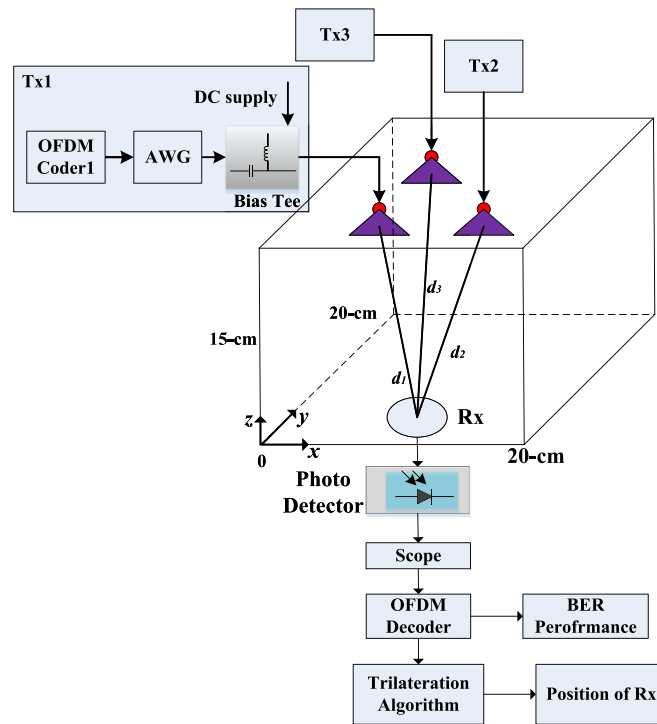 Tx3
Tx2
Tx1
DC supply
OFDM
Coder1
AWG
Bias Tee
d3
20-cm
15-cm
d1
d2
z
y
Rx
x
0
20-cm
Photo
Detector
Scope
OFDM
Decoder
BER
Perofrmance
Trilateration
Algorithm
Position of Rx